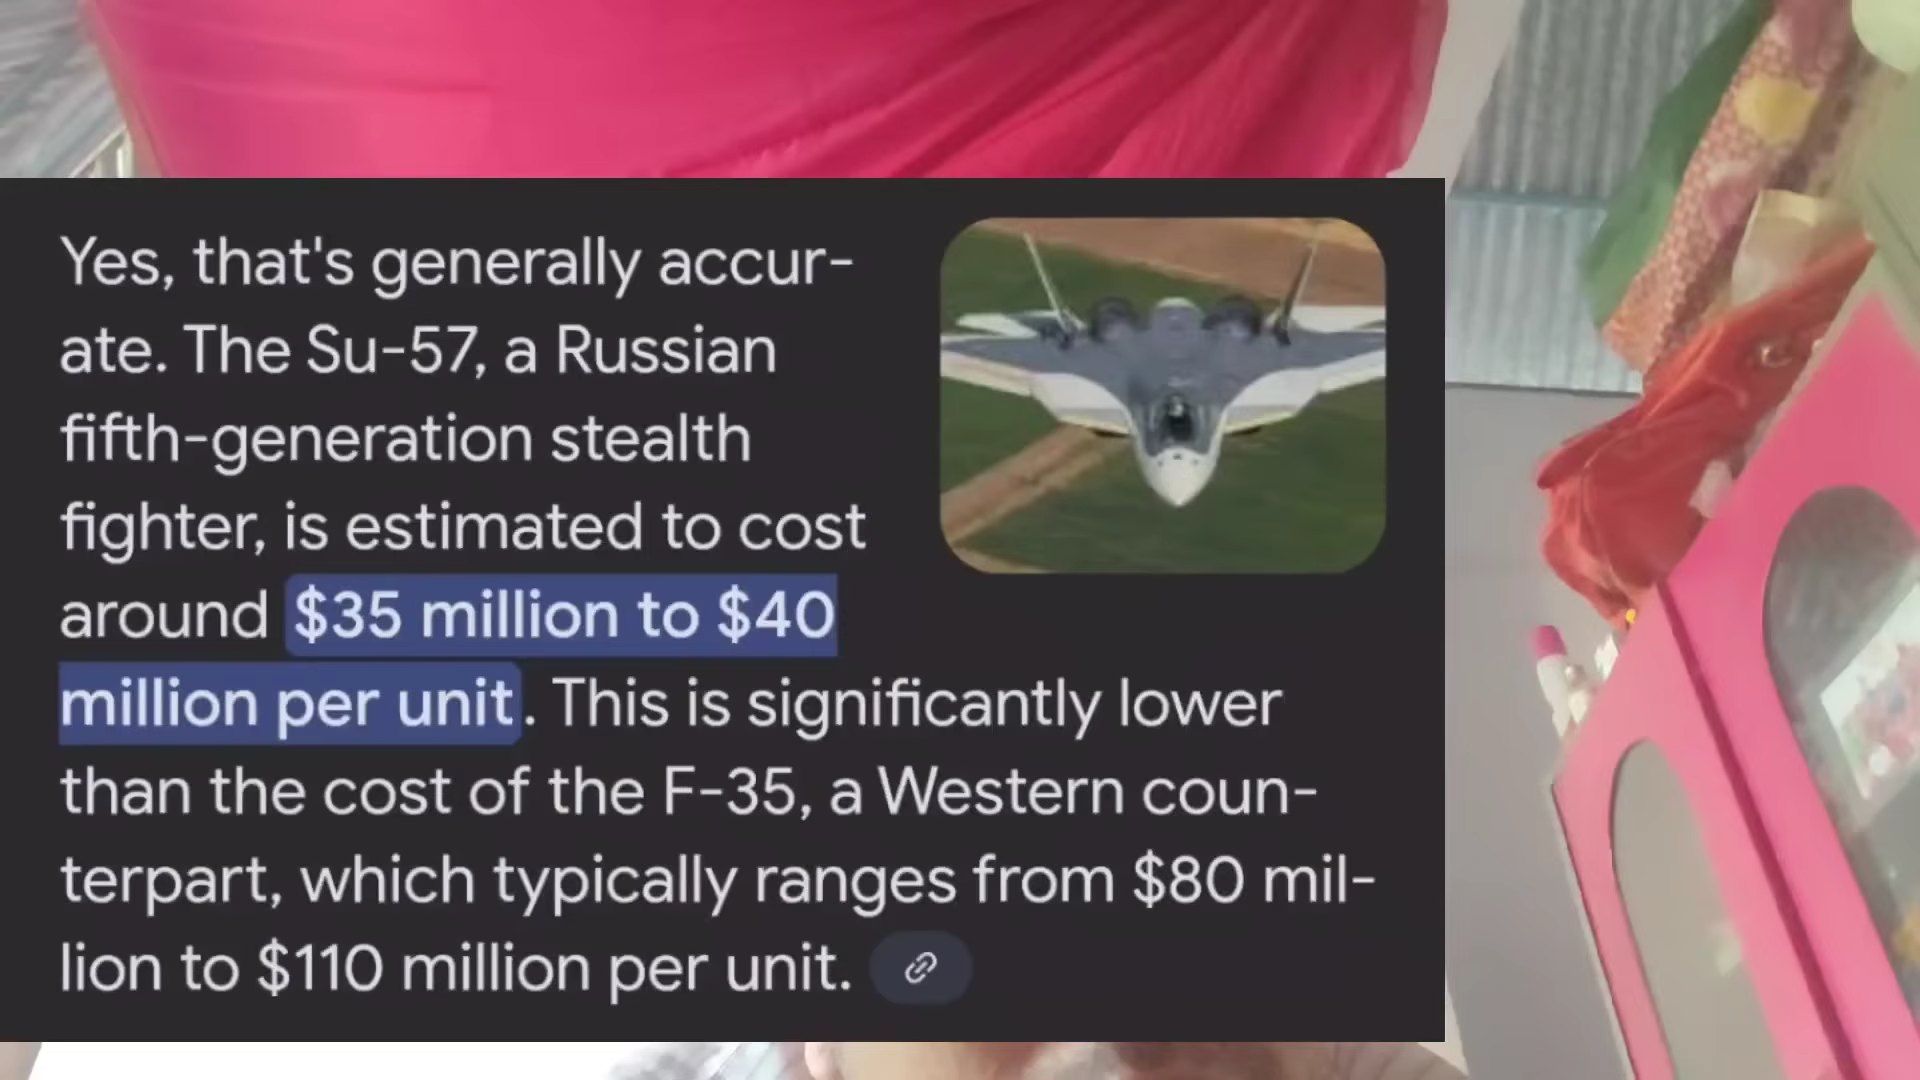 Yes, that's generally accur-
ate. The Su-57, a Russian
fifth-generation stealth
fighter, is estimated to cost
around $35 million to $40
million per unit. This is significantly lower
than the cost of the F-35, a Western coun-
terpart, which typically ranges from $80 mil-
lion to $110 million per unit.